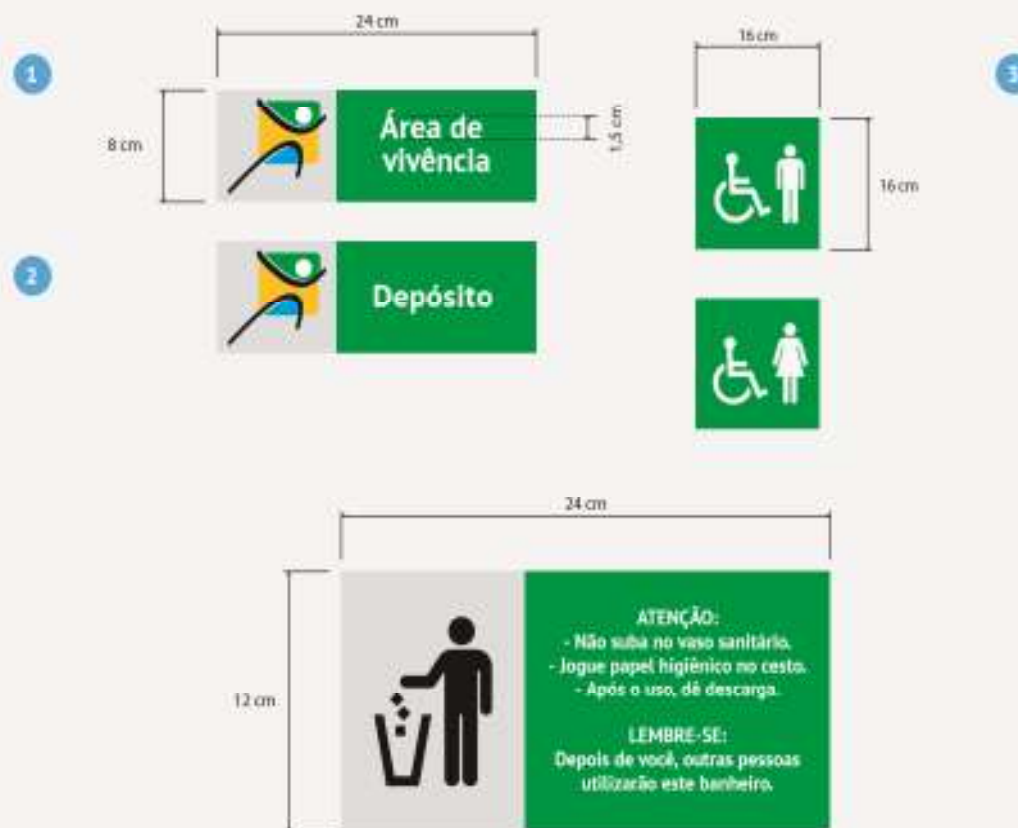 24 cm
16 cm
1
3
8 cm
Área de
vivência
1,5 cm
16 cm
2
Depósito
24 cm
12 cm
ATENÇÃO:
- Não suba no vaso sanitário.
- Jogue papel higiênico no cesto.
- Após o uso, dê descarga.
LEMBRE-SE:
Depois de você, outras pessoas
utilizarão este banheiro.